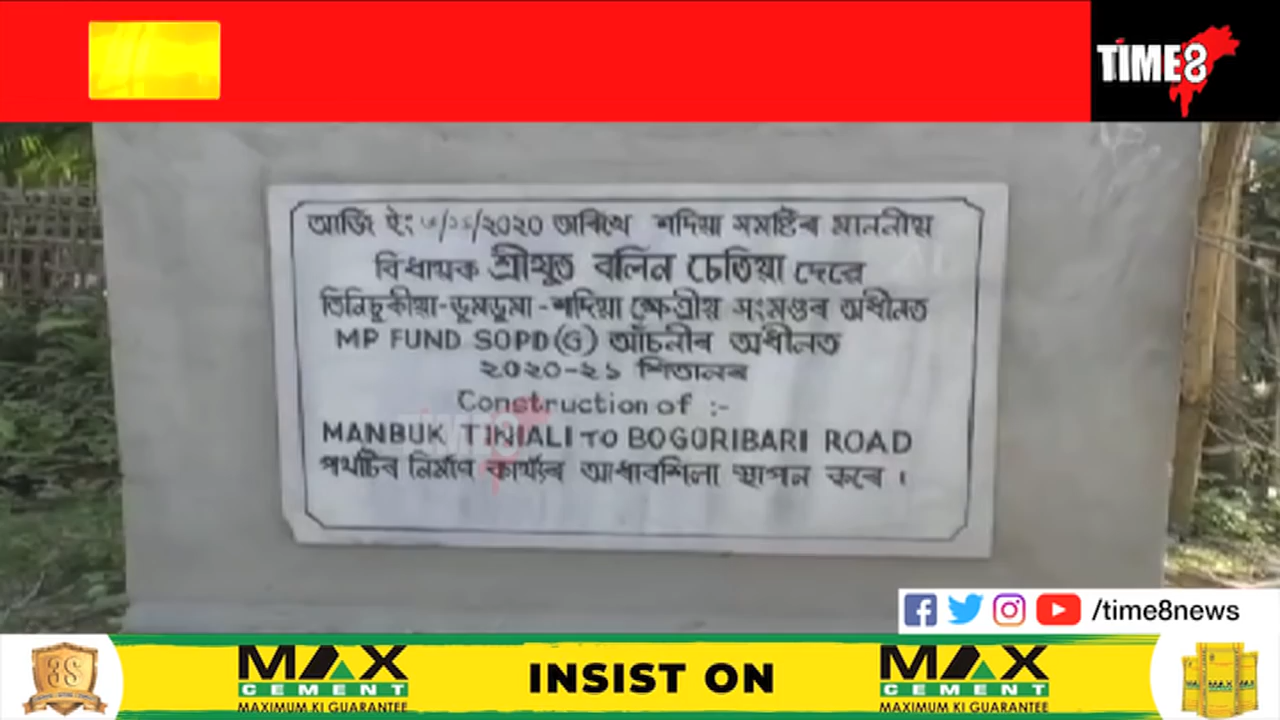 TIME8
আজি ইং /১১/২০২০ তাৰিখে শদিয়া সমষ্টিৰ মাননীয়
বিধায়ক শ্ৰীযুত বলিন চেতিয়া দেৱে
তিনিচুকীয়া-ডুমডুমা-শদিয়া ক্ষেত্ৰীয় সংমণ্ডৰ অধীনত
MP FUND SOPD(G) আঁচনীৰ অধীনত
২০২০-২১ শিতানৰ
Construction of :-
MANBUK TINIALI TO BOGORIBARI ROAD
পথটিৰ নিৰ্মাণ কাৰ্য্যৰ আধাৰশিলা স্থাপন কৰে ।
/time8news
3S
MAX CEMENT
MAXIMUM KI GUARANTEE
INSIST ON
MAX CEMENT
MAXIMUM KI GUARANTEE